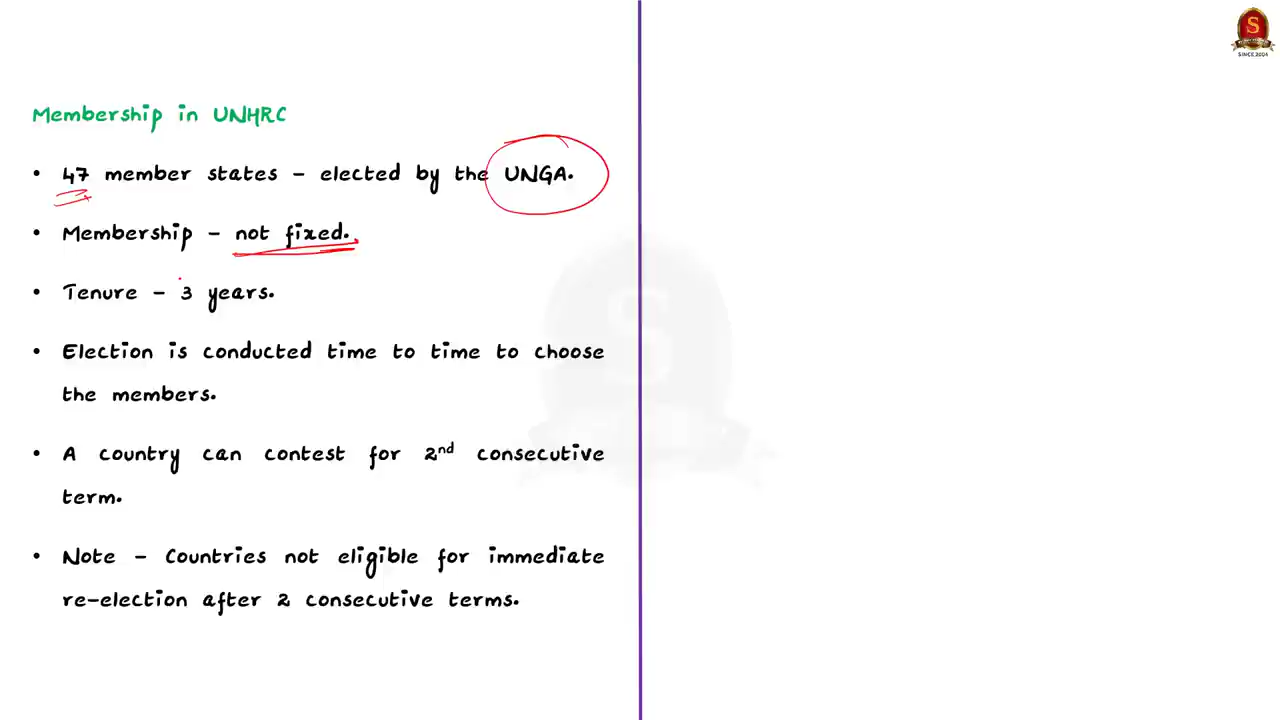 Membership in UNHRC
• 47 member states – elected by the UNGA.
• Membership – not fixed.
• Tenure – 3 years.
• Election is conducted time to time to choose
the members.
• A country can contest for 2nd consecutive
term.
• Note – Countries not eligible for immediate
re-election after 2 consecutive terms.
S
SINCE 2004
S